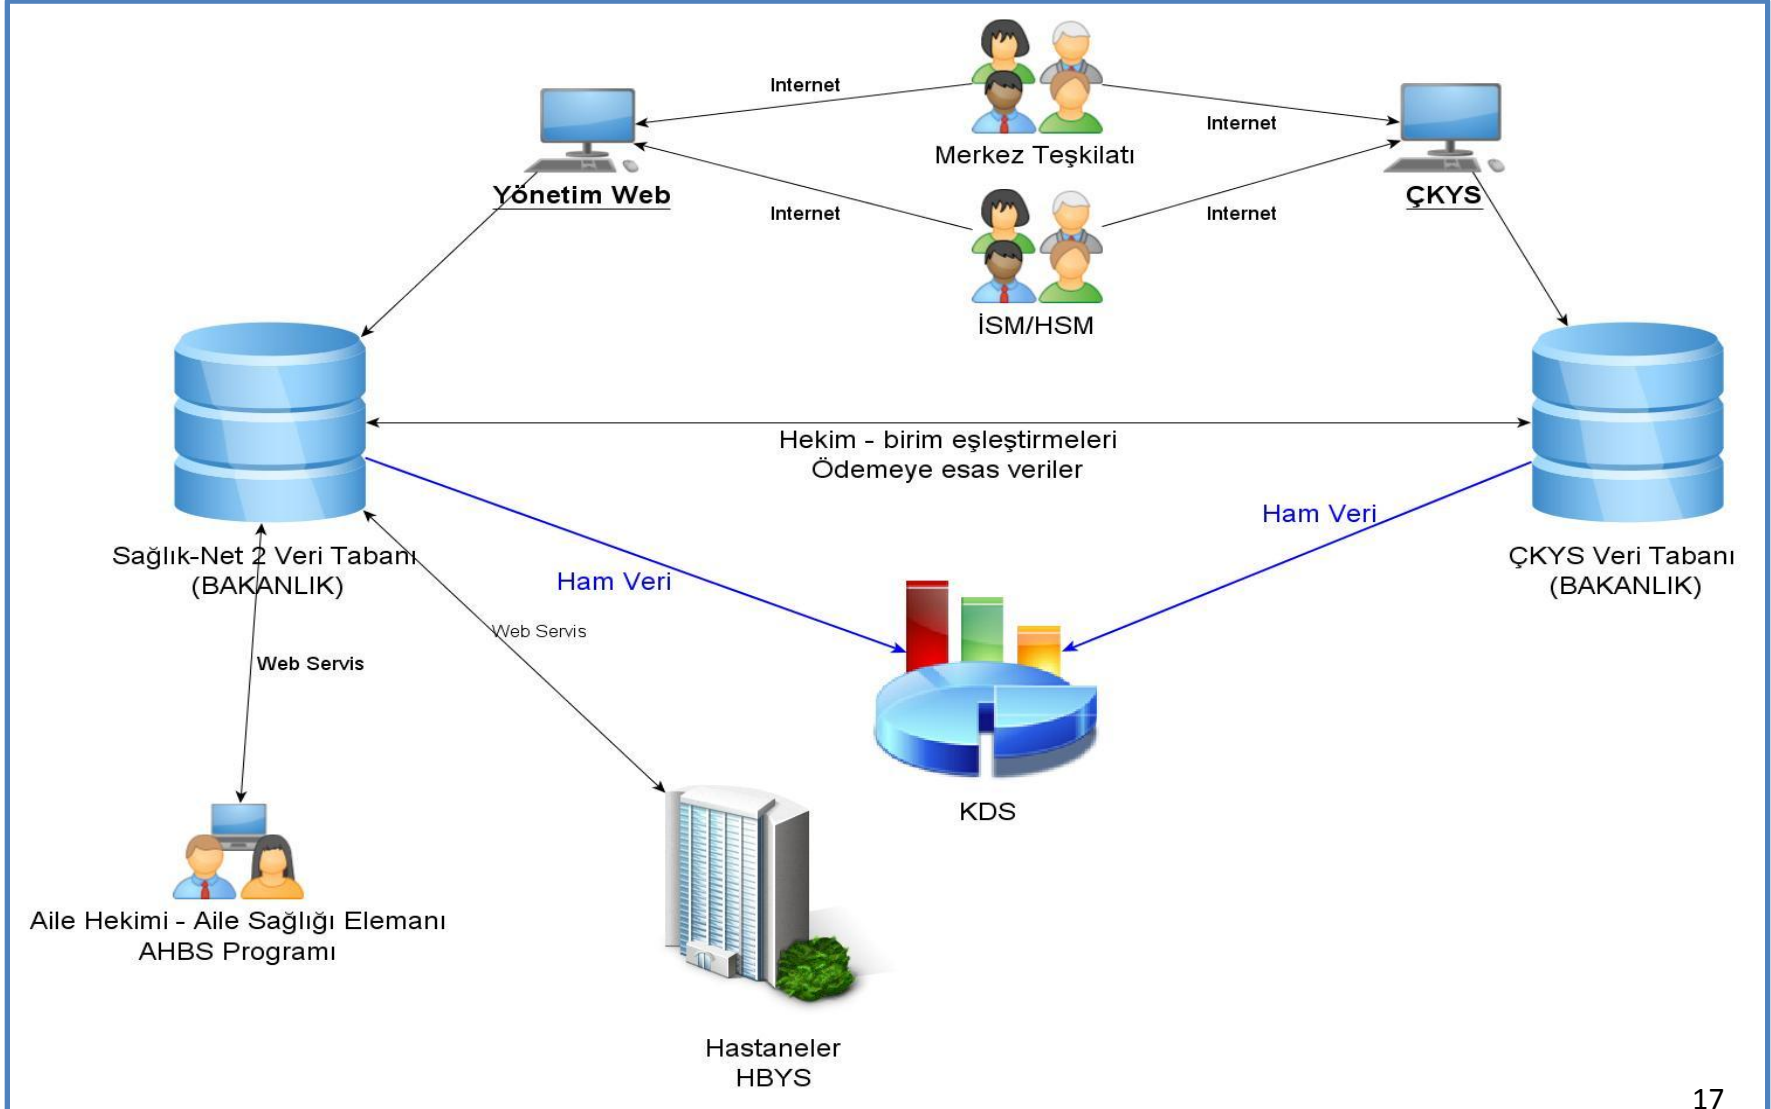 Internet
Internet
Merkez Teşkilatı
Yönetim Web
ÇKYS
Internet
Internet
İSM/HSM
Hekim - birim eşleştirmeleri
Ödemeye esas veriler
Ham Veri
Sağlık-Net 2 Veri Tabanı
(BAKANLIK)
ÇKYS Veri Tabanı
(BAKANLIK)
Ham Veri
Web Servis
Web Servis
KDS
Aile Hekimi - Aile Sağlığı Elemanı
AHBS Programı
Hastaneler
HBYS
17